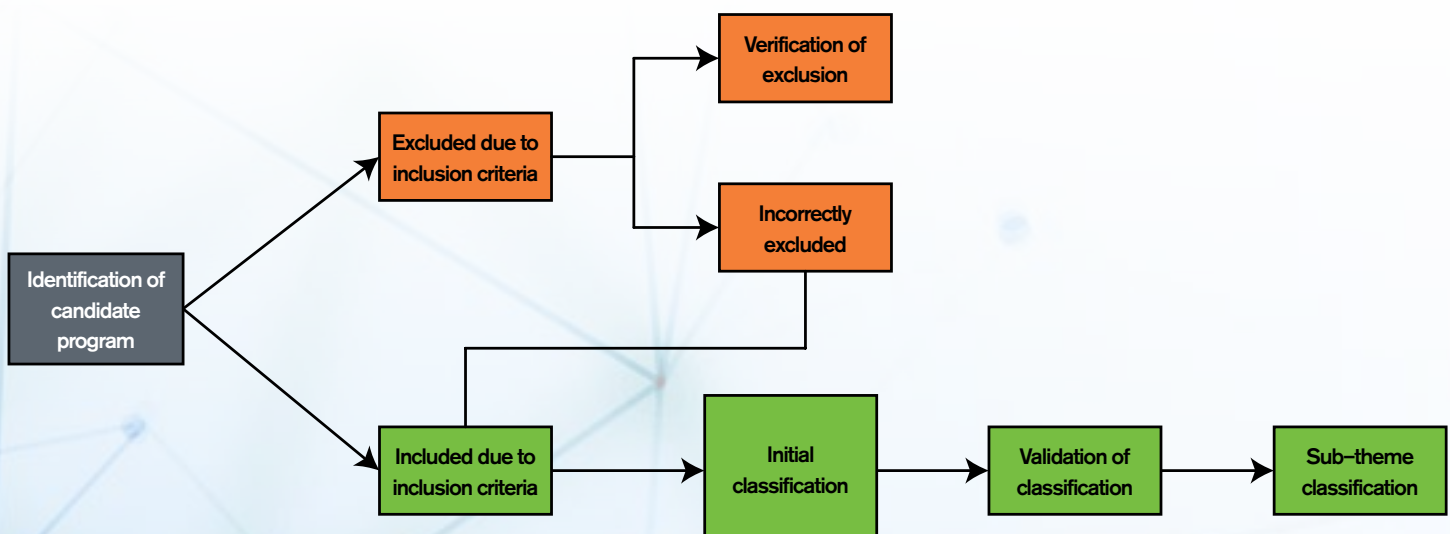 Verification of
exclusion
Excluded due to
inclusion criteria
Incorrectly
excluded
Identification of
candidate
program
Included due to
inclusion criteria
Initial
classification
Validation of
classification
Sub-theme
classification